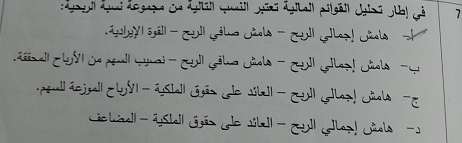 7 في إطار تحليل القوائم المالية تعتبر النسب التالية من مجموعة نسبة الربحية:
أ- هامش إجمالي الربح – هامش صافي الربح – القوة الإيرادية.
ب- هامش إجمالي الربح – هامش صافي الربح – نصيب السهم من الأرباح المحققة.
ج- هامش إجمالي الربح – العائد على حقوق الملكية – الأرباح الموزعة للسهم.
د- هامش إجمالي الربح – العائد على حقوق الملكية – المضاعف